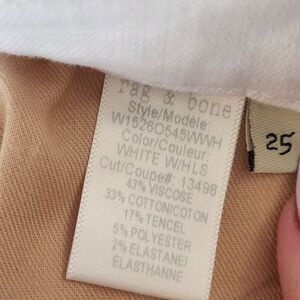 rag & bone
Style/Modèle
W1526O545WWH
Color/Couleur:
WHITE W/HLS
Cut/Coupe#: 13498
43% VISCOSE
33% COTTON/COTON
17% TENCEL
5% POLYESTER
2% ELASTANE/
ELASTHANNE
25